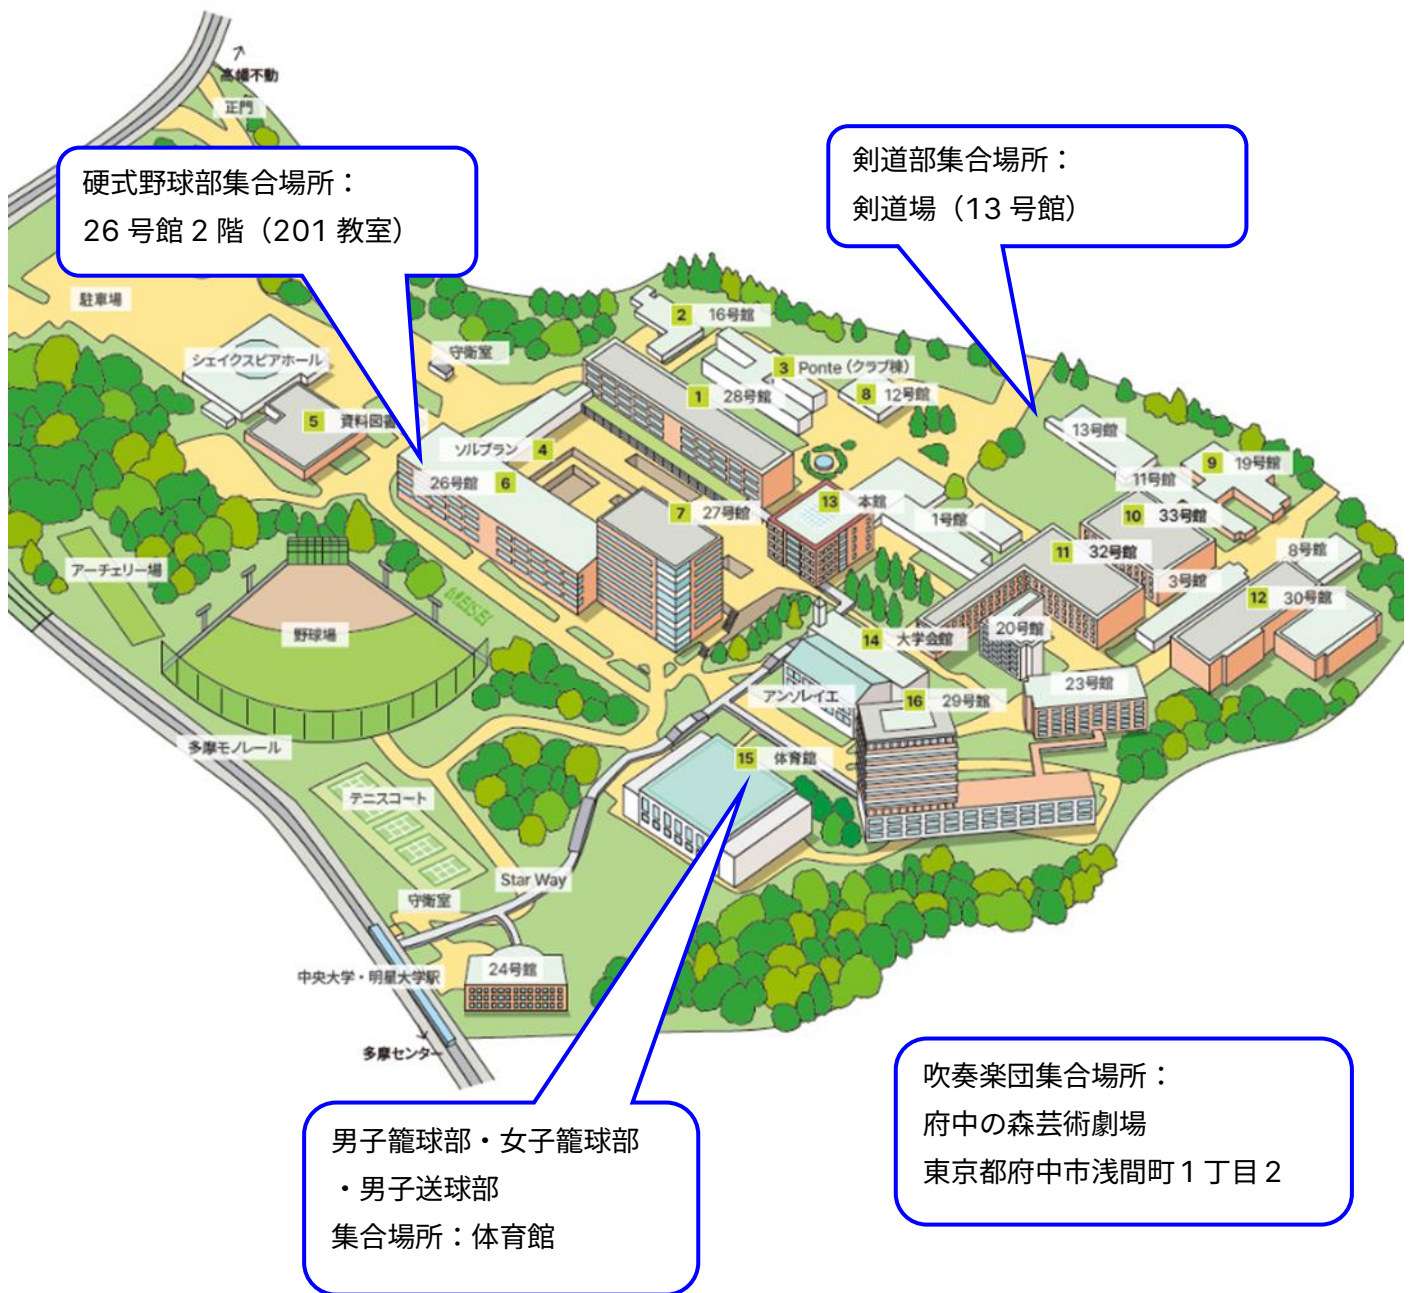 高幡不動
正門
硬式野球部集合場所：
26 号館 2 階（201 教室）
剣道部集合場所：
剣道場（13 号館）
駐車場
シェイクスピアホール
守衛室
2 16号館
3 Ponte（クラブ棟）
1 28号館
8 12号館
5 資料図書
ソルブラン 4
26号館 6
7 27号館
13 本館
1号館
13号館
11号館
9 19号館
10 33号館
11 32号館
8号館
3号館
12 30号館
アーチェリー場
野球場
MEISEI
20号館
14 大学会館
23号館
アンソレイエ
16 29号館
多摩モノレール
15 体育館
テニスコート
Star Way
守衛室
24号館
中央大学・明星大学駅
多摩センター
男子籠球部・女子籠球部
・男子送球部
集合場所：体育館
吹奏楽団集合場所：
府中の森芸術劇場
東京都府中市浅間町 1 丁目 2